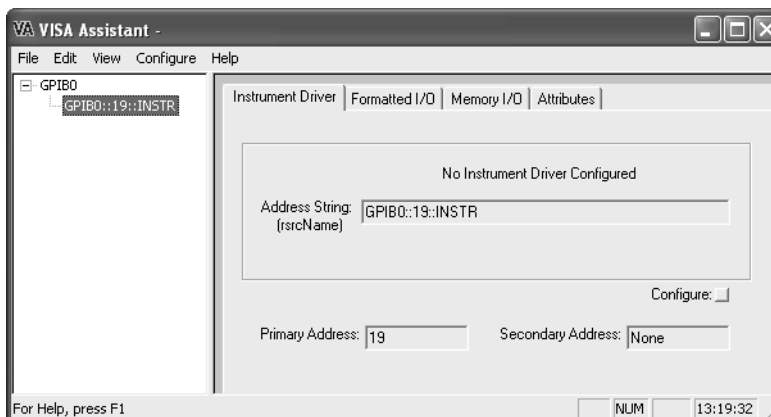 VA VISA Assistant -
File Edit View Configure Help
GPIB0
GPIB0::19::INSTR
Instrument Driver Formatted I/O Memory I/O Attributes
No Instrument Driver Configured
Address String: GPIB0::19::INSTR
(rsrcName)
Configure:
Primary Address: 19 Secondary Address: None
For Help, press F1 NUM 13:19:32